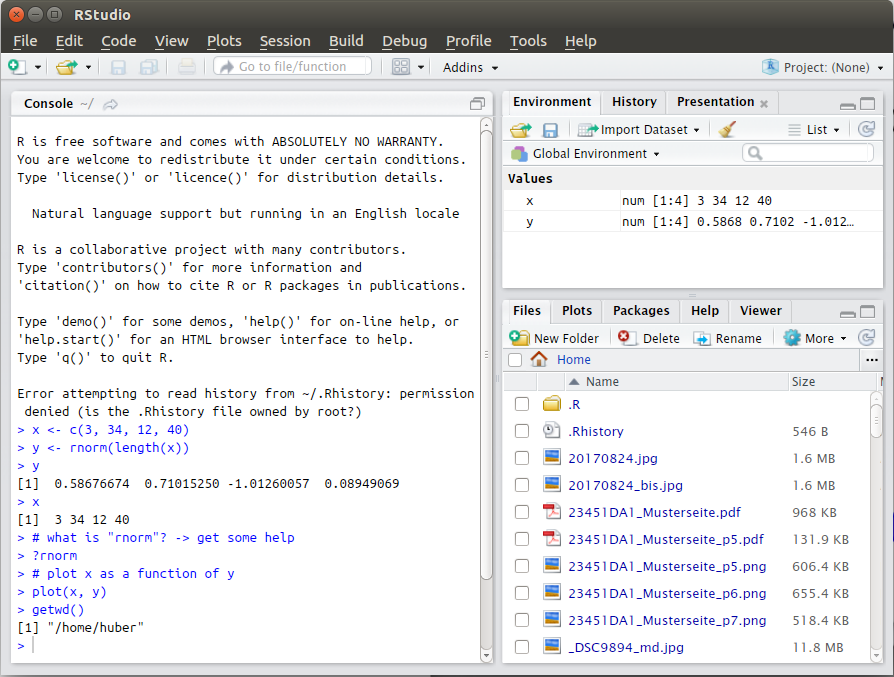 RStudio
File Edit Code View Plots Session Build Debug Profile Tools Help
Go to file/function
Addins
Project: (None)
Console ~/
R is free software and comes with ABSOLUTELY NO WARRANTY.
You are welcome to redistribute it under certain conditions.
Type 'license()' or 'licence()' for distribution details.
Natural language support but running in an English locale
R is a collaborative project with many contributors.
Type 'contributors()' for more information and
'citation()' on how to cite R or R packages in publications.
Type 'demo()' for some demos, 'help()' for on-line help, or
'help.start()' for an HTML browser interface to help.
Type 'q()' to quit R.
Error attempting to read history from ~/.Rhistory: permission
denied (is the .Rhistory file owned by root?)
> x <- c(3, 34, 12, 40)
> y <- rnorm(length(x))
> y
[1]  0.58676674  0.71015250 -1.01260057  0.08949069
> x
[1]  3 34 12 40
> # what is "rnorm"? -> get some help
> ?rnorm
> # plot x as a function of y
> plot(x, y)
> getwd()
[1] "/home/huber"
>
Environment History Presentation
Import Dataset
List
Global Environment
Values
x num [1:4] 3 34 12 40
y num [1:4] 0.5868 0.7102 -1.012…
Files Plots Packages Help Viewer
New Folder Delete Rename More
Home ...
Name Size
.R
.Rhistory 546 B
20170824.jpg 1.6 MB
20170824_bis.jpg 1.6 MB
23451DA1_Musterseite.pdf 968 KB
23451DA1_Musterseite_p5.pdf 131.9 KB
23451DA1_Musterseite_p5.png 606.4 KB
23451DA1_Musterseite_p6.png 655.4 KB
23451DA1_Musterseite_p7.png 518.4 KB
_DSC9894_md.jpg 11.8 MB